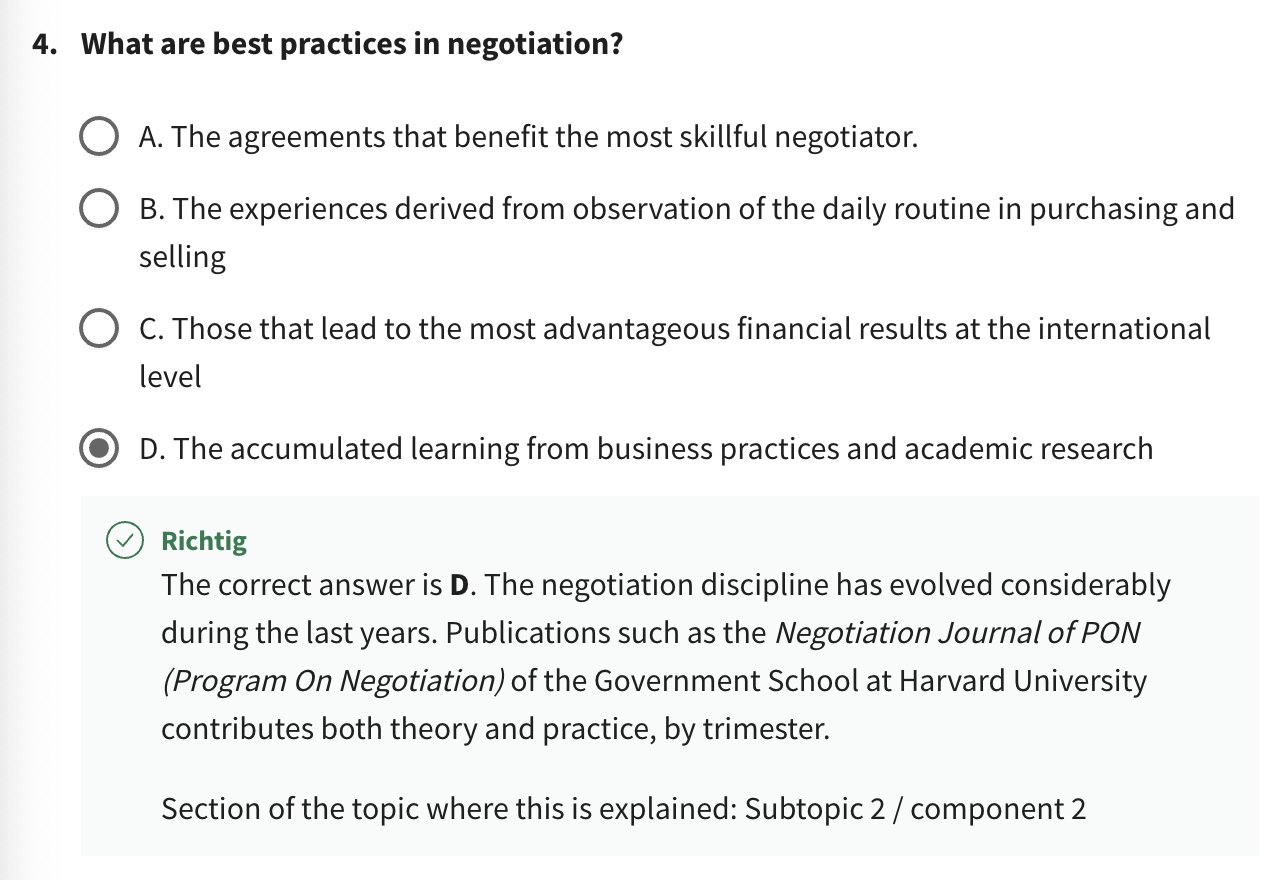 4. What are best practices in negotiation?
A. The agreements that benefit the most skillful negotiator.
B. The experiences derived from observation of the daily routine in purchasing and
selling
C. Those that lead to the most advantageous financial results at the international
level
D. The accumulated learning from business practices and academic research
Richtig
The correct answer is D. The negotiation discipline has evolved considerably
during the last years. Publications such as the Negotiation Journal of PON
(Program On Negotiation) of the Government School at Harvard University
contributes both theory and practice, by trimester.
Section of the topic where this is explained: Subtopic 2 / component 2